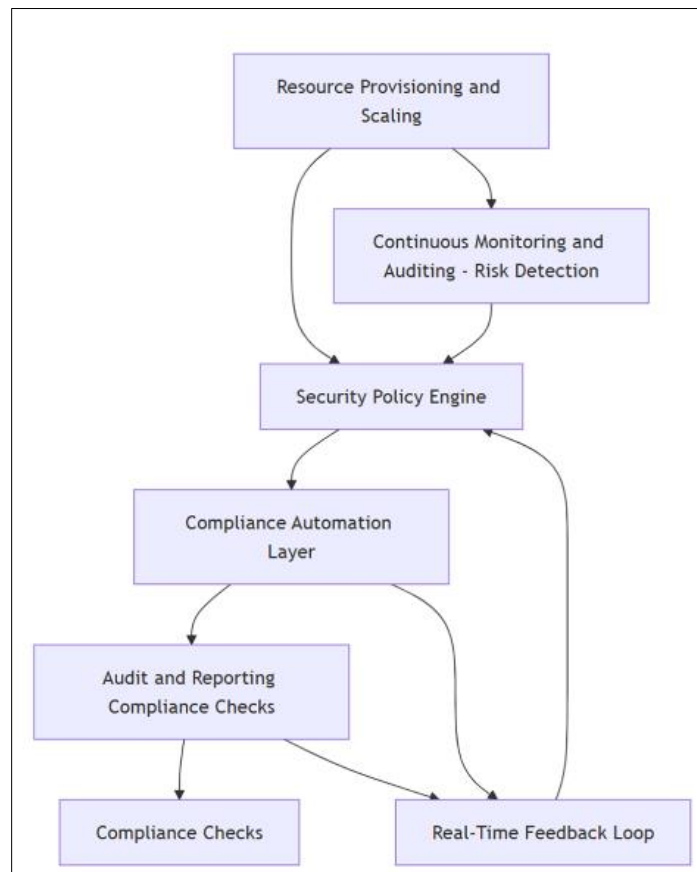 Resource Provisioning and
Scaling
Continuous Monitoring and
Auditing - Risk Detection
Security Policy Engine
Compliance Automation
Layer
Audit and Reporting
Compliance Checks
Compliance Checks
Real-Time Feedback Loop